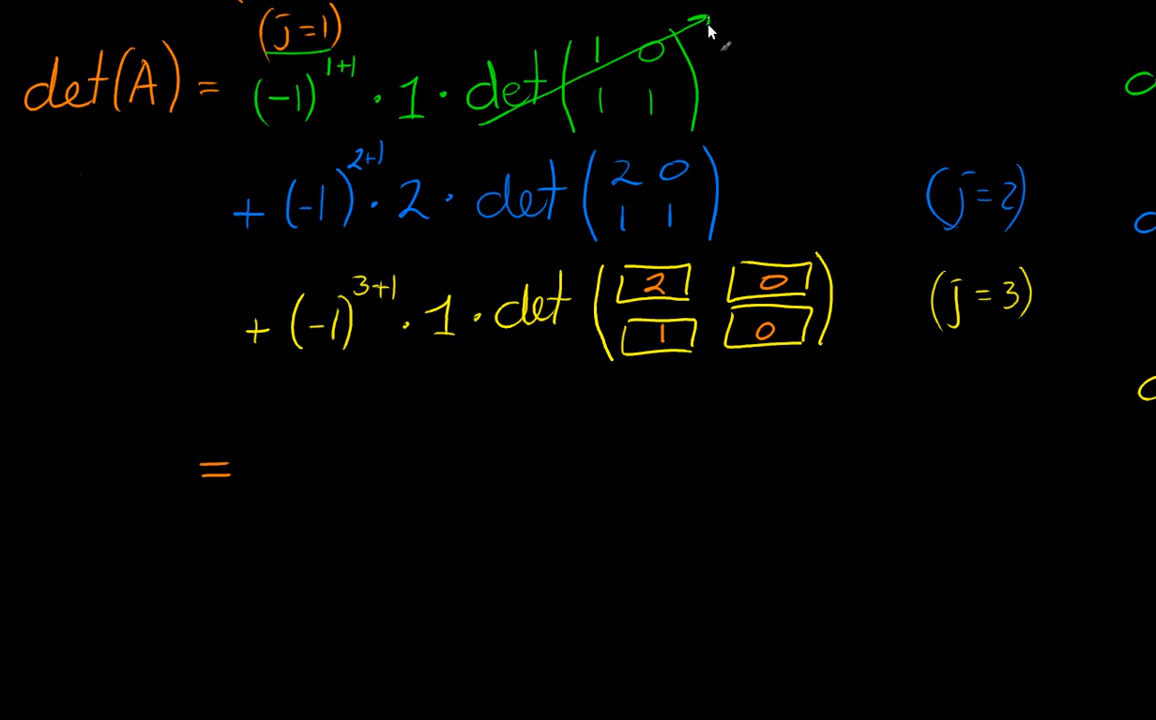 (j=1)
det(A) = (-1)^{1+1} · 1 · det(1 0
1 1)
+ (-1)^{2+1} · 2 · det(2 0
1 1) (j=2)
+ (-1)^{3+1} · 1 · det(2 0
1 0) (j=3)
=